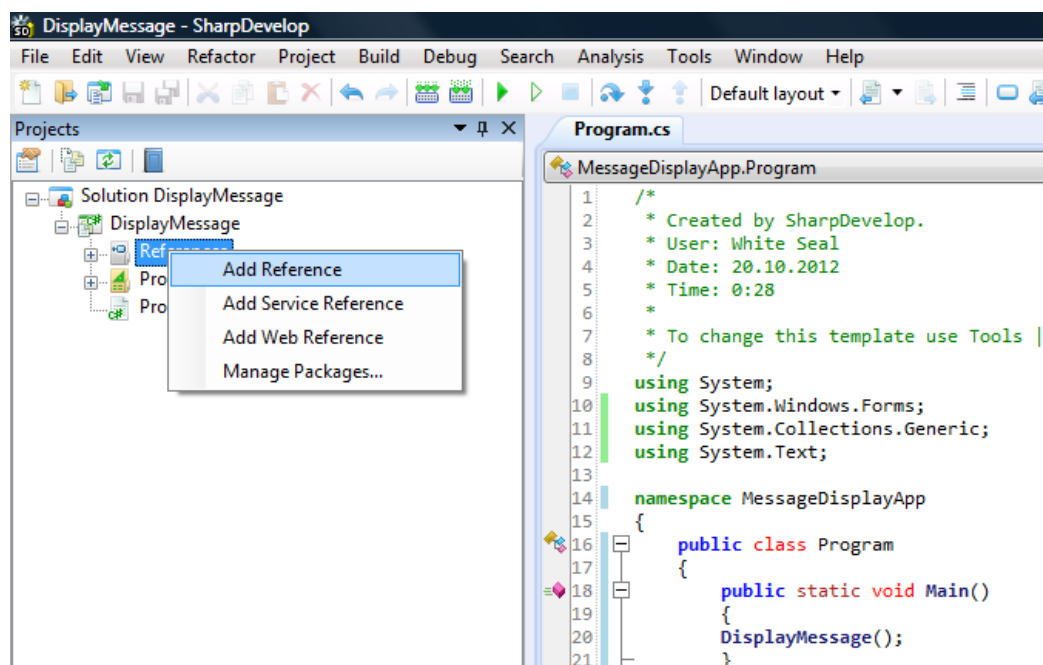 DisplayMessage - SharpDevelop
File Edit View Refactor Project Build Debug Search Analysis Tools Window Help
Default layout
Projects
Solution DisplayMessage
DisplayMessage
Ref
Pro
Pro
Add Reference
Add Service Reference
Add Web Reference
Manage Packages...
Program.cs
MessageDisplayApp.Program
1 /*
2 * Created by SharpDevelop.
3 * User: White Seal
4 * Date: 20.10.2012
5 * Time: 0:28
6 *
7 * To change this template use Tools |
8 */
9 using System;
10 using System.Windows.Forms;
11 using System.Collections.Generic;
12 using System.Text;
13
14 namespace MessageDisplayApp
15 {
16 public class Program
17 {
18 public static void Main()
19 {
20 DisplayMessage();
21 }